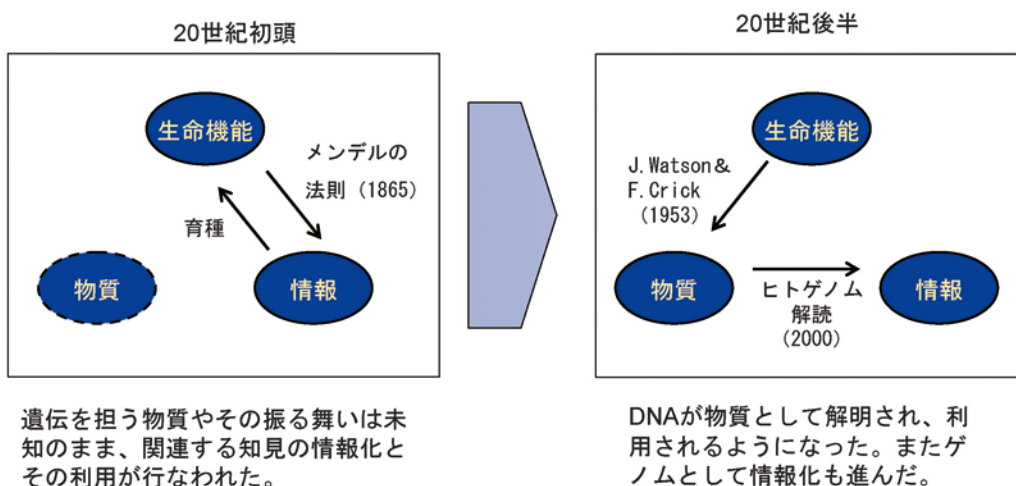 20世紀初頭
生命機能
メンデルの
法則（1865）
育種
物質
情報
遺伝を担う物質やその振る舞いは未
知のまま、関連する知見の情報化と
その利用が行なわれた。
20世紀後半
生命機能
J.Watson＆
F.Crick
（1953）
物質
情報
ヒトゲノム
解読
（2000）
DNAが物質として解明され、利
用されるようになった。またゲ
ノムとして情報化も進んだ。